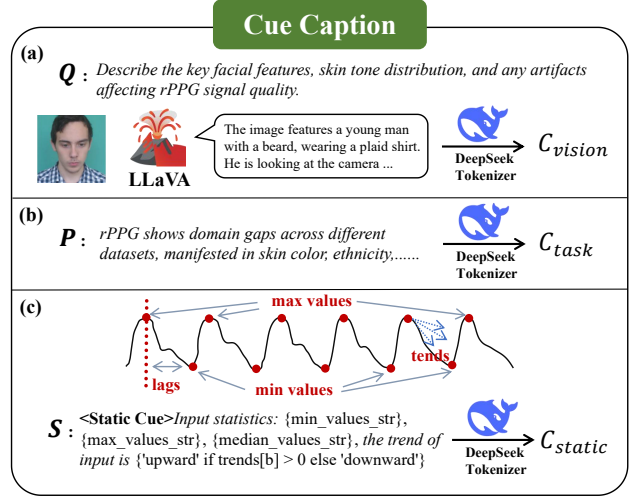 Cue Caption
(a)
Q : Describe the key facial features, skin tone distribution, and any artifacts
affecting rPPG signal quality.
LLaVA
The image features a young man
with a beard, wearing a plaid shirt.
He is looking at the camera ...
DeepSeek
Tokenizer
C_vision
(b)
P : rPPG shows domain gaps across different
datasets, manifested in skin color, ethnicity,......
DeepSeek
Tokenizer
C_task
(c)
max values
tends
lags
min values
S : <Static Cue>Input statistics: {min_values_str},
{max_values_str}, {median_values_str}, the trend of
input is {'upward' if trends[b] > 0 else 'downward'}
DeepSeek
Tokenizer
C_static